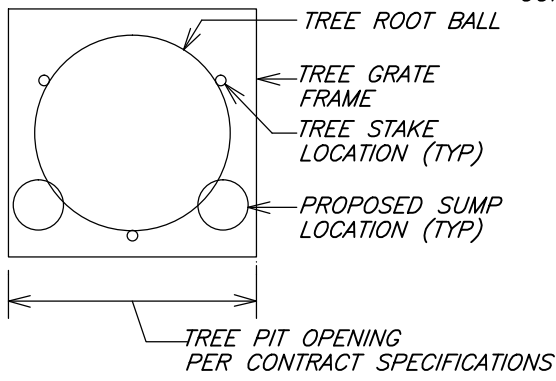 TREE ROOT BALL
TREE GRATE
FRAME
TREE STAKE
LOCATION (TYP)
PROPOSED SUMP
LOCATION (TYP)
TREE PIT OPENING
PER CONTRACT SPECIFICATIONS